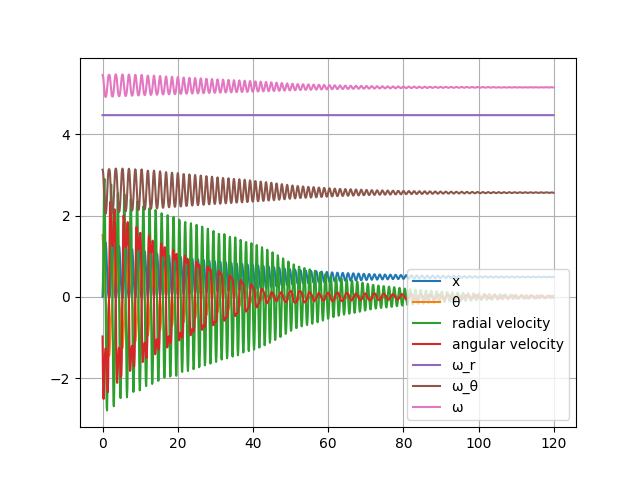 4
2
0
−2
0
20
40
60
80
100
120
x
θ
radial velocity
angular velocity
ω_r
ω_θ
ω